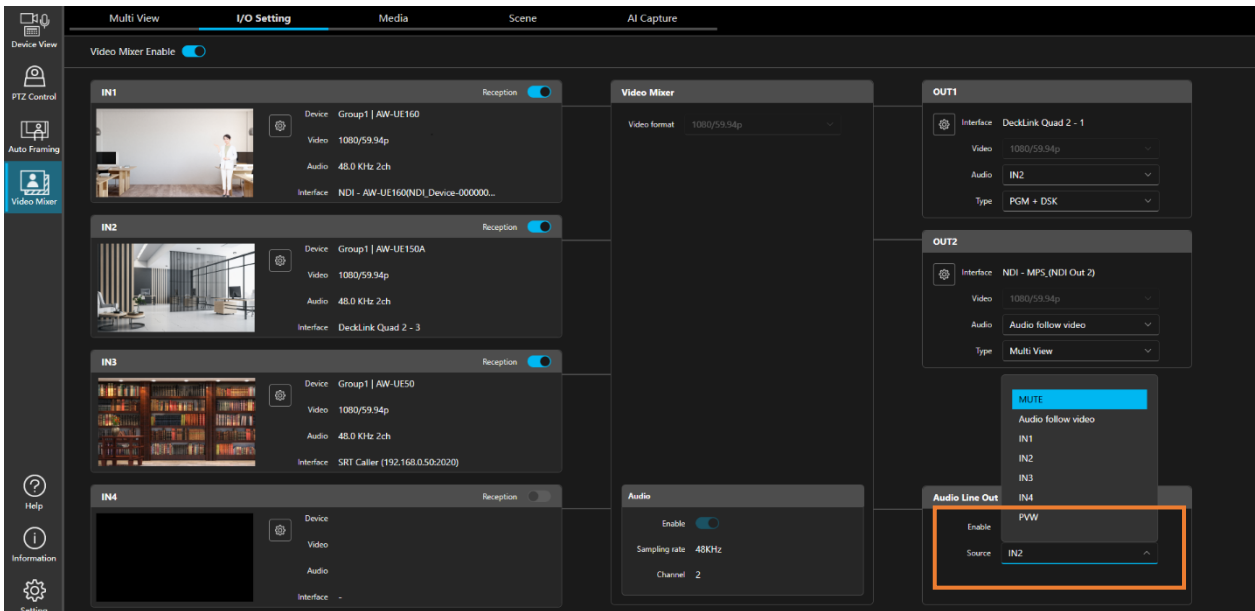 Multi View I/O Setting Media Scene AI Capture
Device View
PTZ Control
Auto Framing
Video Mixer
Help
Information
Setting
Video Mixer Enable
IN1 Reception
Device Group1 | AW-UE160
Video 1080/59.94p
Audio 48.0 KHz 2ch
Interface NDI - AW-UE160(NDI_Device-000000...
IN2 Reception
Device Group1 | AW-UE150A
Video 1080/59.94p
Audio 48.0 KHz 2ch
Interface DeckLink Quad 2 - 3
IN3 Reception
Device Group1 | AW-UE50
Video 1080/59.94p
Audio 48.0 KHz 2ch
Interface SRT Caller (192.168.0.50:2020)
IN4 Reception
Device
Video
Audio
Interface -
Video Mixer
Video format 1080/59.94p
Audio
Enable
Sampling rate 48KHz
Channel 2
OUT1
Interface DeckLink Quad 2 - 1
Video 1080/59.94p
Audio IN2
Type PGM + DSK
OUT2
Interface NDI - MPS_(NDI Out 2)
Video 1080/59.94p
Audio Audio follow video
Type Multi View
MUTE
Audio follow video
IN1
IN2
IN3
IN4
PVW
Audio Line Out
Enable
Source IN2